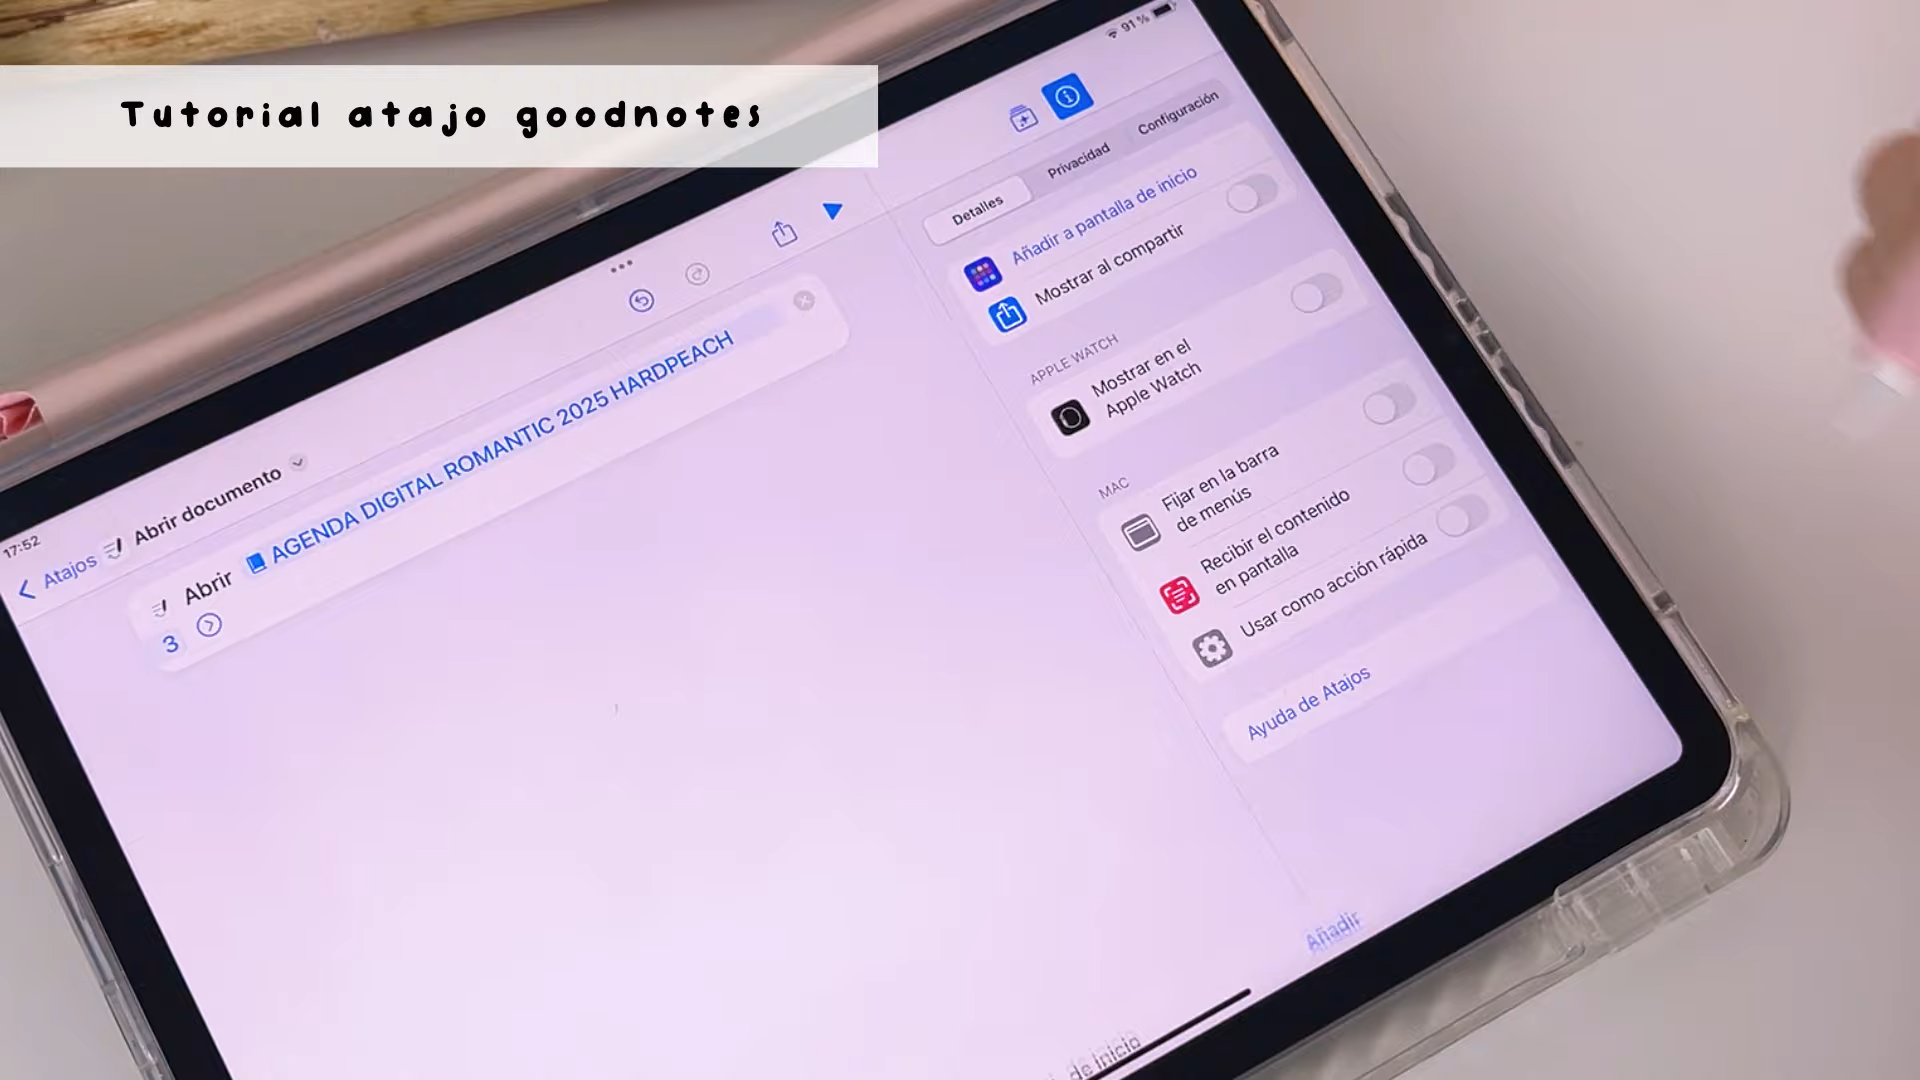 Tutorial atajo goodnotes
91 %
17:52
Atajos
Abrir documento
Abrir AGENDA DIGITAL ROMANTIC 2025 HARDPEACH
3
Detalles
Privacidad
Configuración
Añadir a pantalla de inicio
Mostrar al compartir
APPLE WATCH
Mostrar en el
Apple Watch
MAC
Fijar en la barra
de menús
Recibir el contenido
en pantalla
Usar como acción rápida
Ayuda de Atajos
Añadir
de inicio